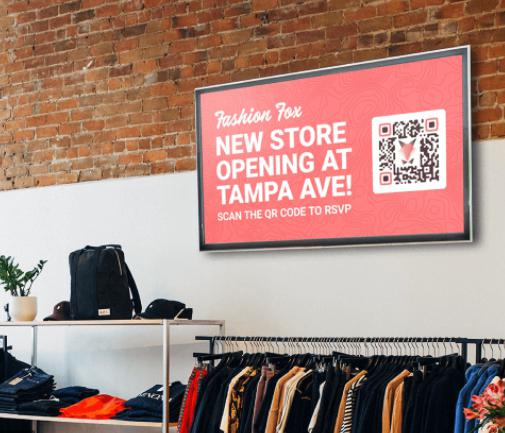 Fashion Fox
NEW STORE
OPENING AT
TAMPA AVE!
SCAN THE QR CODE TO RSVP